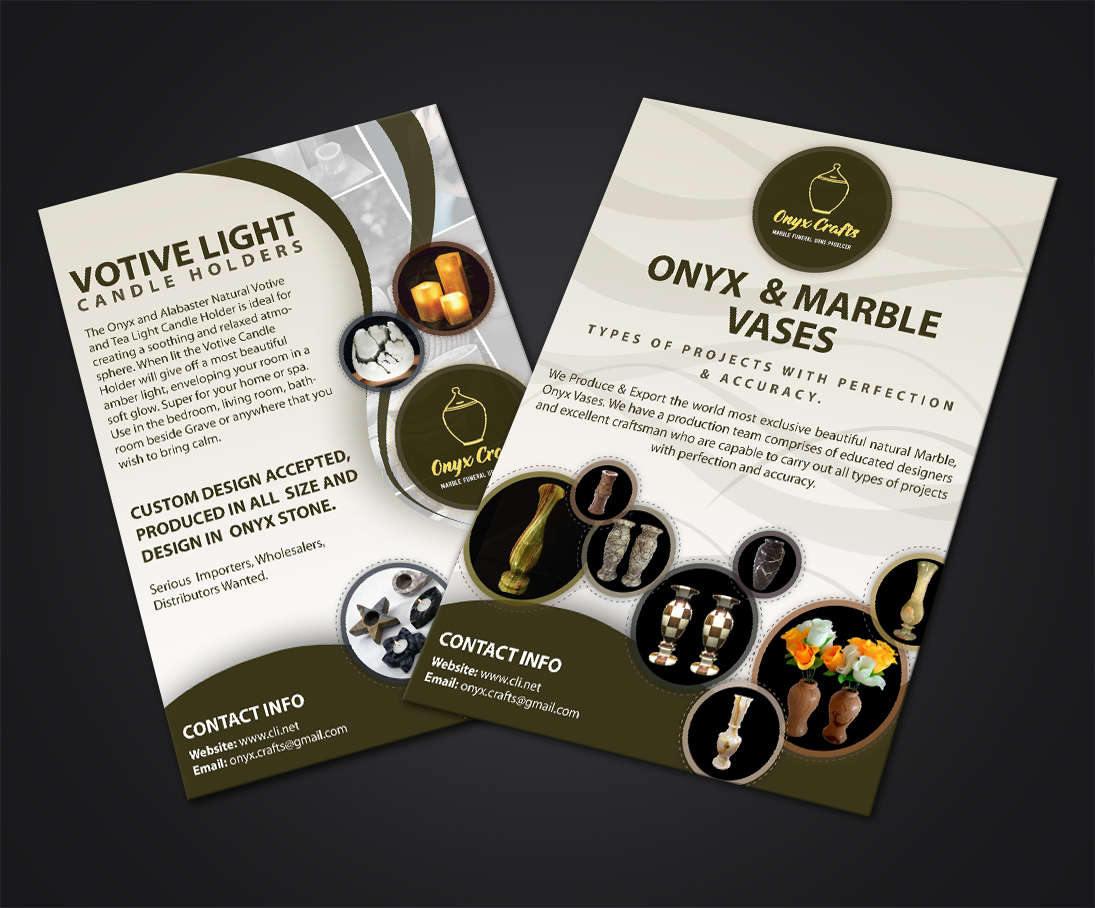 VOTIVE LIGHT
CANDLE HOLDERS
The Onyx and Alabaster Natural Votive
and Tea Light Candle Holder is ideal for
creating a soothing and relaxed atmo-
sphere. When lit the Votive Candle
Holder will give off a most beautiful
amber light, enveloping your room in a
soft glow. Super for your home or spa.
Use in the bedroom, living room, bath-
room beside Grave or anywhere that you
wish to bring calm.
CUSTOM DESIGN ACCEPTED,
PRODUCED IN ALL SIZE AND
DESIGN IN ONYX STONE.
Serious Importers, Wholesalers,
Distributors Wanted.
Onyx Cra
MARBLE FUNERAL UR
CONTACT INFO
Website: www.cli.net
Email: onyx.crafts@gmail.com
Onyx Crafts
MARBLE FUNERAL URNS PRODUCER
ONYX & MARBLE
VASES
TYPES OF PROJECTS WITH PERFECTION
& ACCURACY.
We Produce & Export the world most exclusive beautiful natural Marble,
Onyx Vases. We have a production team comprises of educated designers
and excellent craftsman who are capable to carry out all types of projects
with perfection and accuracy.
CONTACT INFO
Website: www.cli.net
Email: onyx.crafts@gmail.com